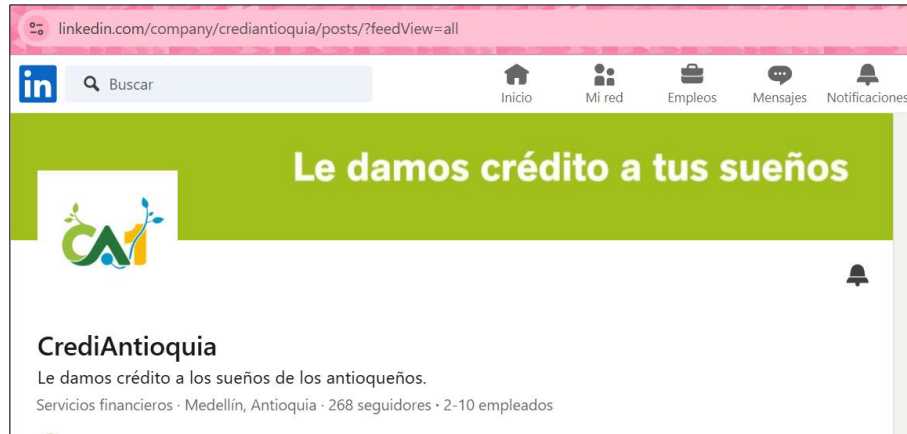 linkedin.com/company/crediantioquia/posts/?feedView=all
in
Buscar
Inicio
Mi red
Empleos
Mensajes
Notificaciones
Le damos crédito a tus sueños
CA1
CrediAntioquia
Le damos crédito a los sueños de los antioqueños.
Servicios financieros · Medellín, Antioquia · 268 seguidores · 2-10 empleados